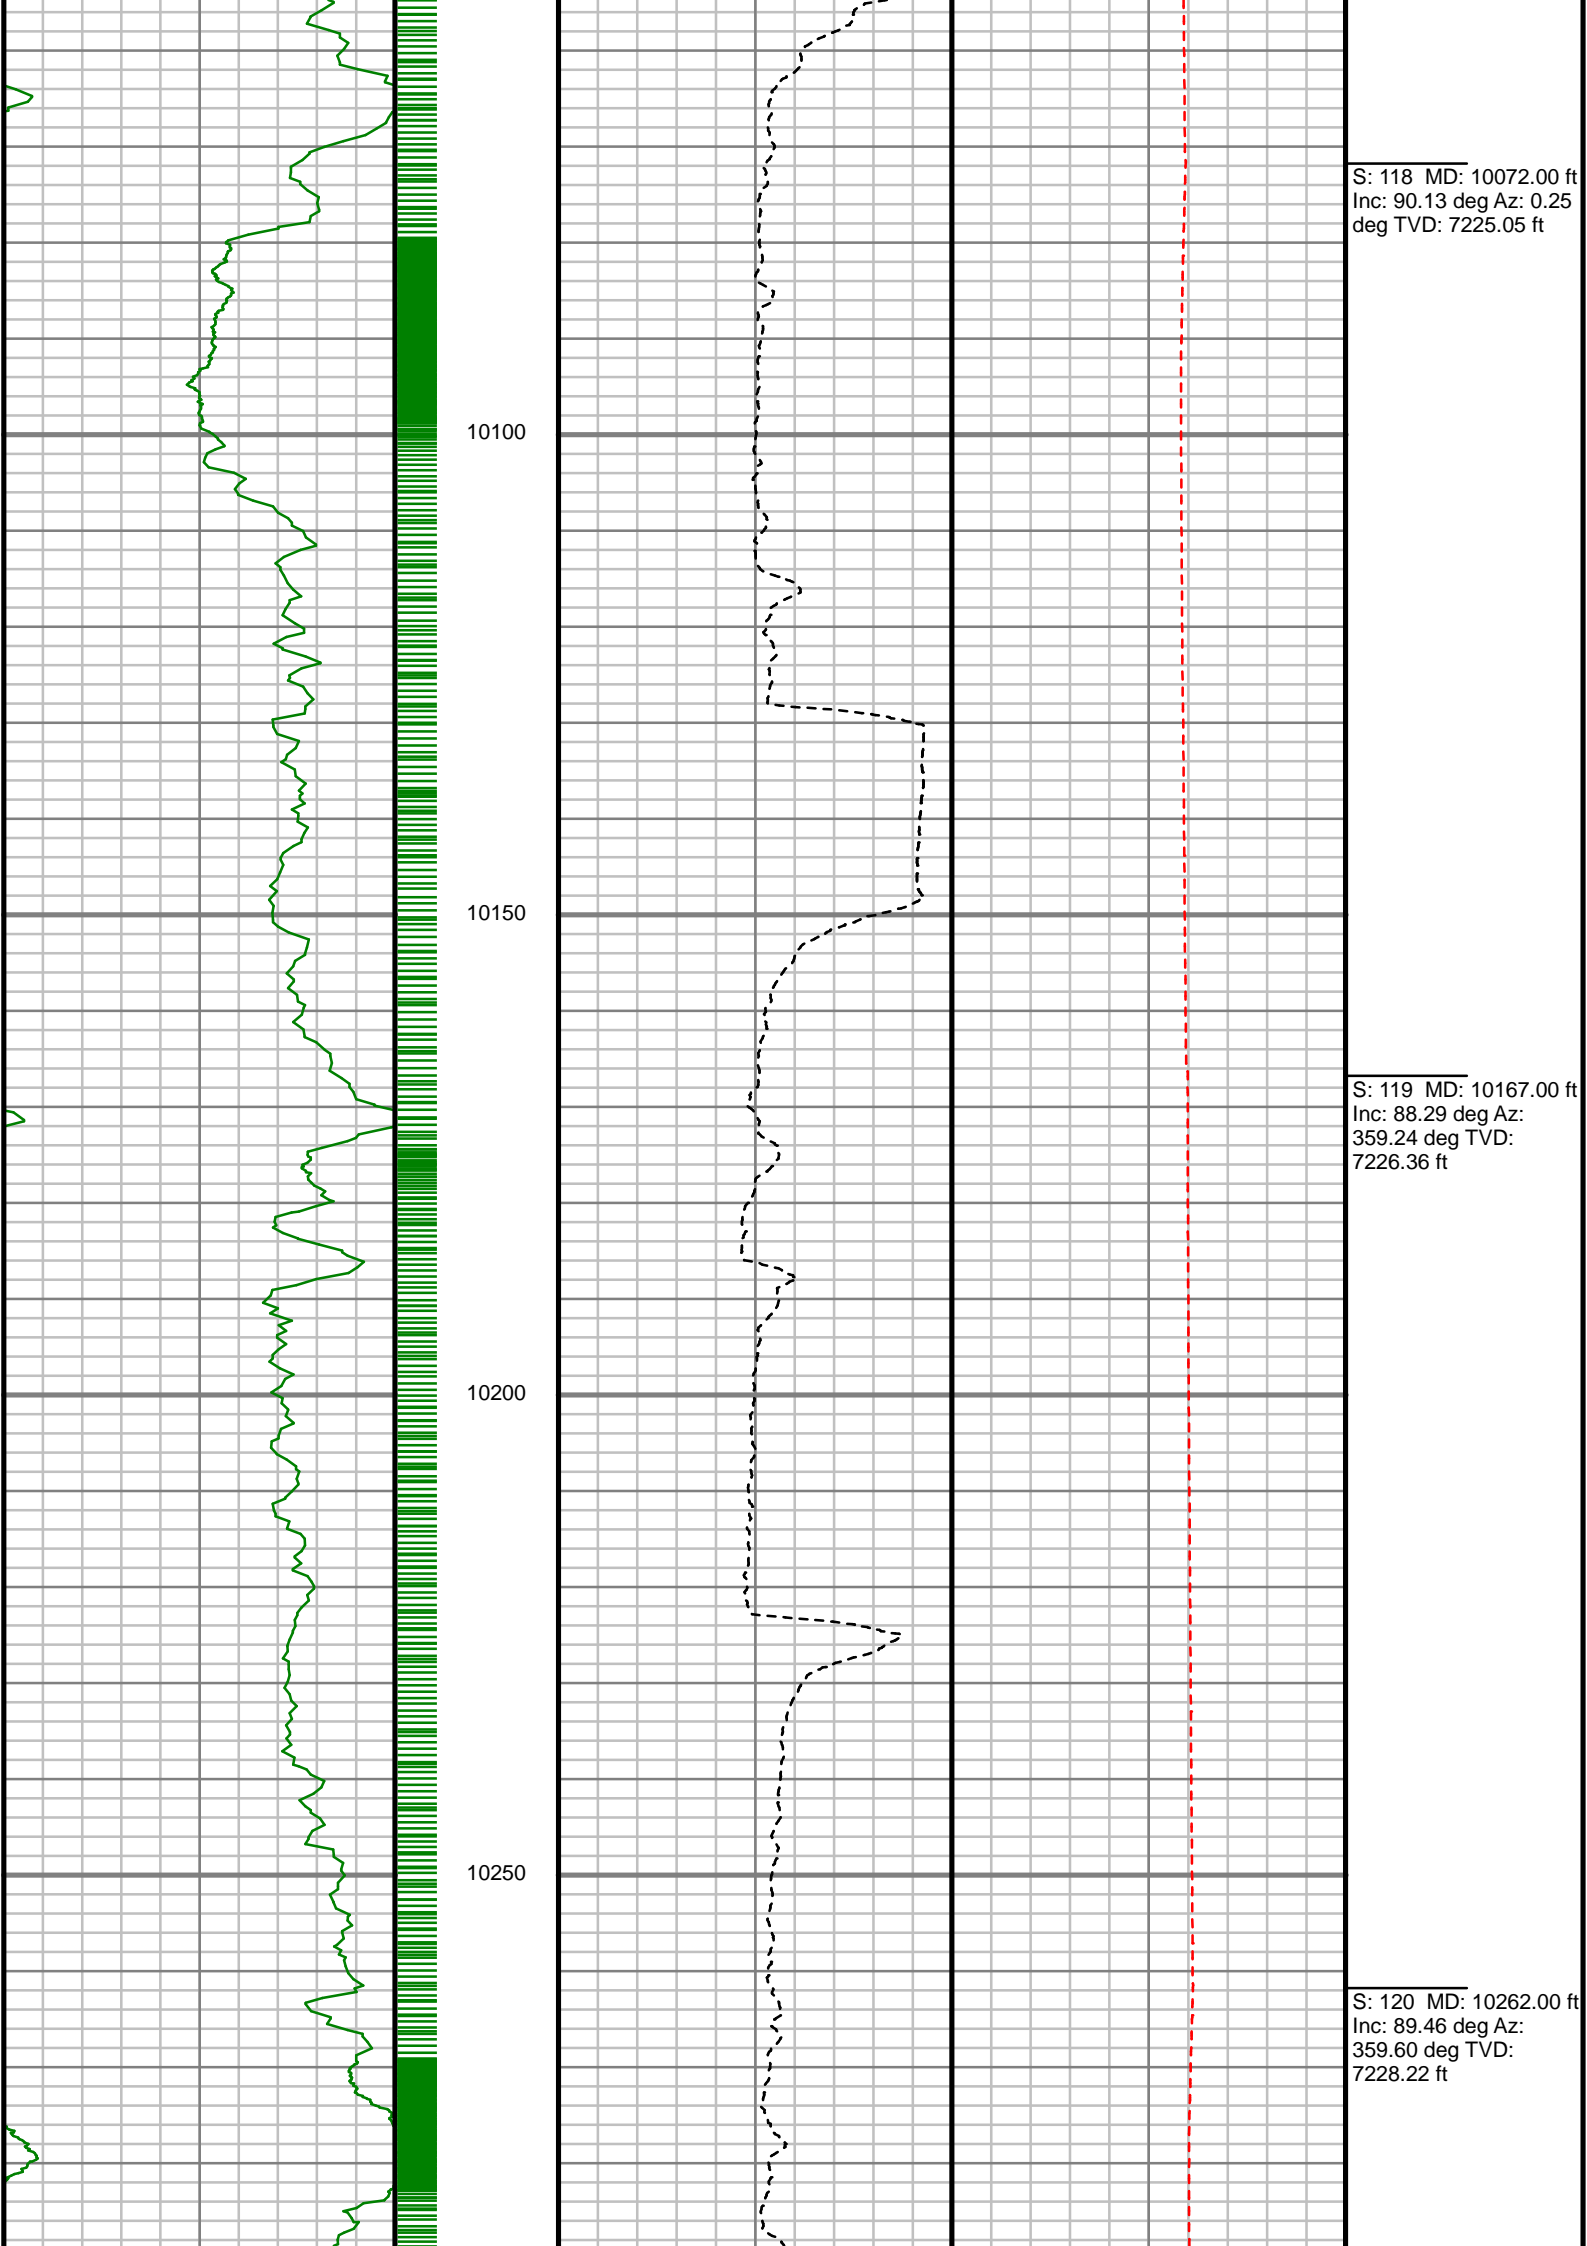 S: 118 MD: 10072.00 ft
Inc: 90.13 deg Az: 0.25
deg TVD: 7225.05 ft
10100
10150
S: 119 MD: 10167.00 ft
Inc: 88.29 deg Az:
359.24 deg TVD:
7226.36 ft
10200
10250
S: 120 MD: 10262.00 ft
Inc: 89.46 deg Az:
359.60 deg TVD:
7228.22 ft